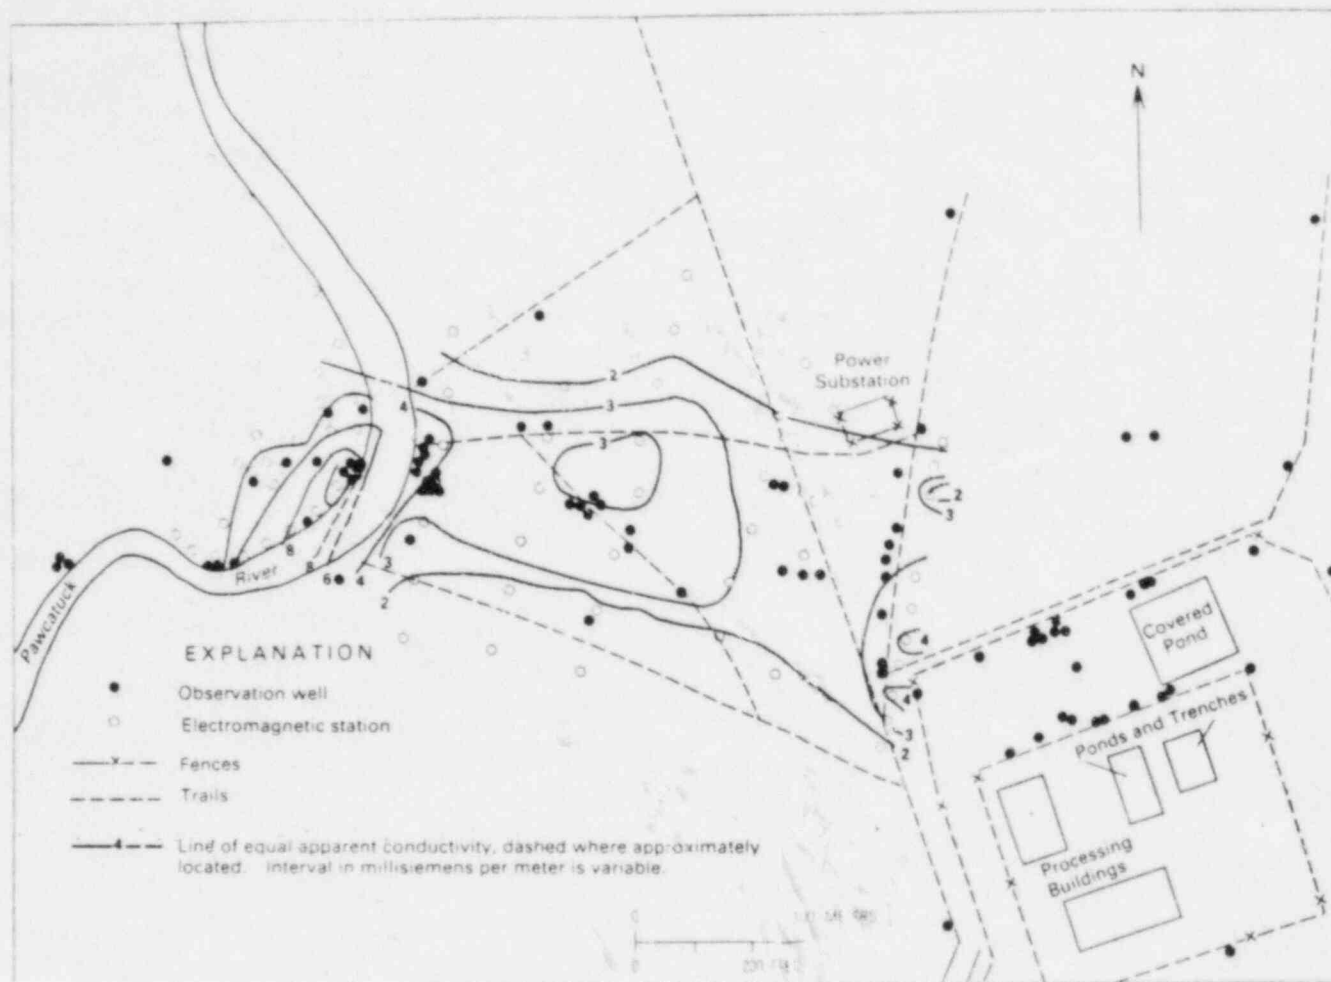 N
Power
Substation
2
3
4
3
2
3
8
8
6
4
3
2
4
4
3
2
River
Pawcatuck
Covered
Pond
Ponds and Trenches
Processing
Buildings
EXPLANATION
Observation well
Electromagnetic station
Fences
Trails
4
Line of equal apparent conductivity, dashed where approximately
located. Interval in millisiemens per meter is variable.
0
0